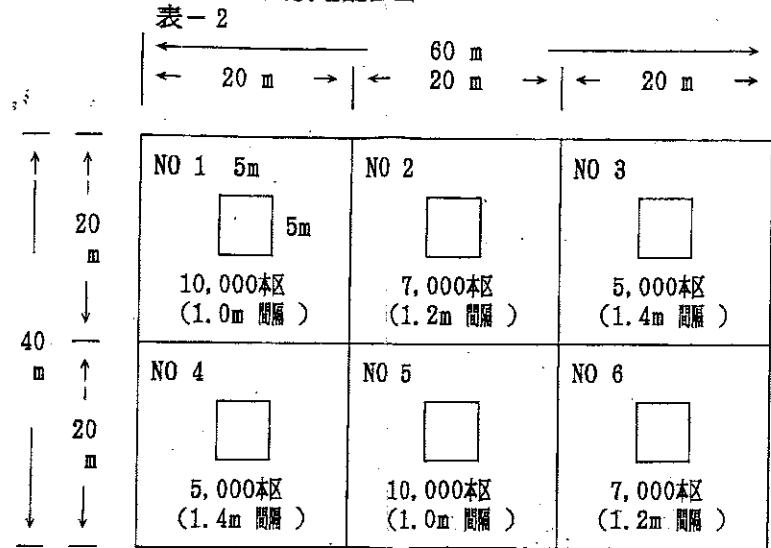 表－2
60 m
← 20 m → ← 20 m → ← 20 m →
20 m
40 m
20 m
NO 1 5m
5m
10,000本区
(1.0m 間隔 )
NO 2
7,000本区
(1.2m 間隔 )
NO 3
5,000本区
(1.4m 間隔 )
NO 4
5,000本区
(1.4m 間隔 )
NO 5
10,000本区
(1.0m 間隔 )
NO 6
7,000本区
(1.2m 間隔 )